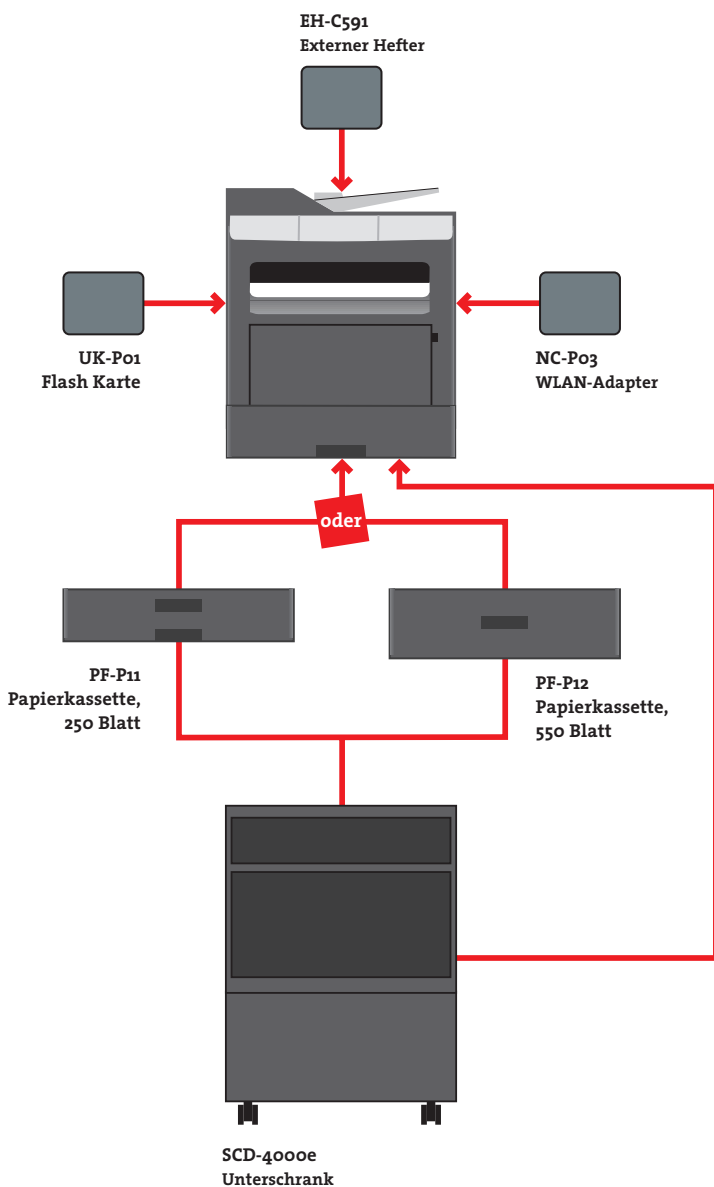 EH-C591
Externer Hefter
UK-P01
Flash Karte
NC-P03
WLAN-Adapter
oder
PF-P11
Papierkassette,
250 Blatt
PF-P12
Papierkassette,
550 Blatt
SCD-4000e
Unterschrank